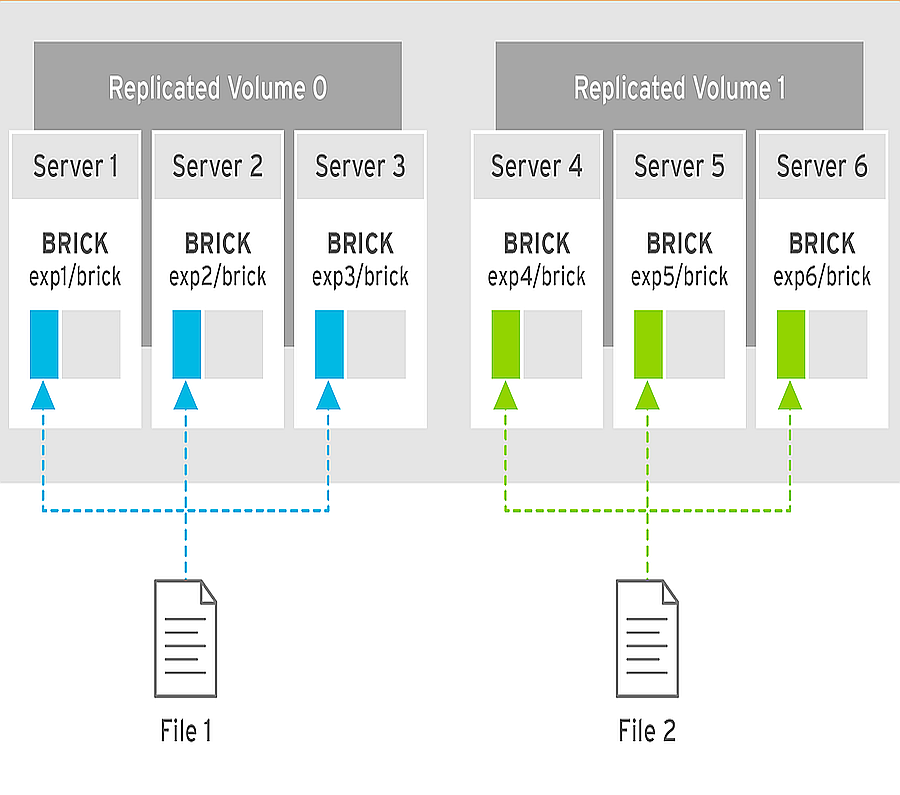 Replicated Volume 0
Replicated Volume 1
Server 1
Server 2
Server 3
Server 4
Server 5
Server 6
BRICK
exp1/brick
BRICK
exp2/brick
BRICK
exp3/brick
BRICK
exp4/brick
BRICK
exp5/brick
BRICK
exp6/brick
File 1
File 2